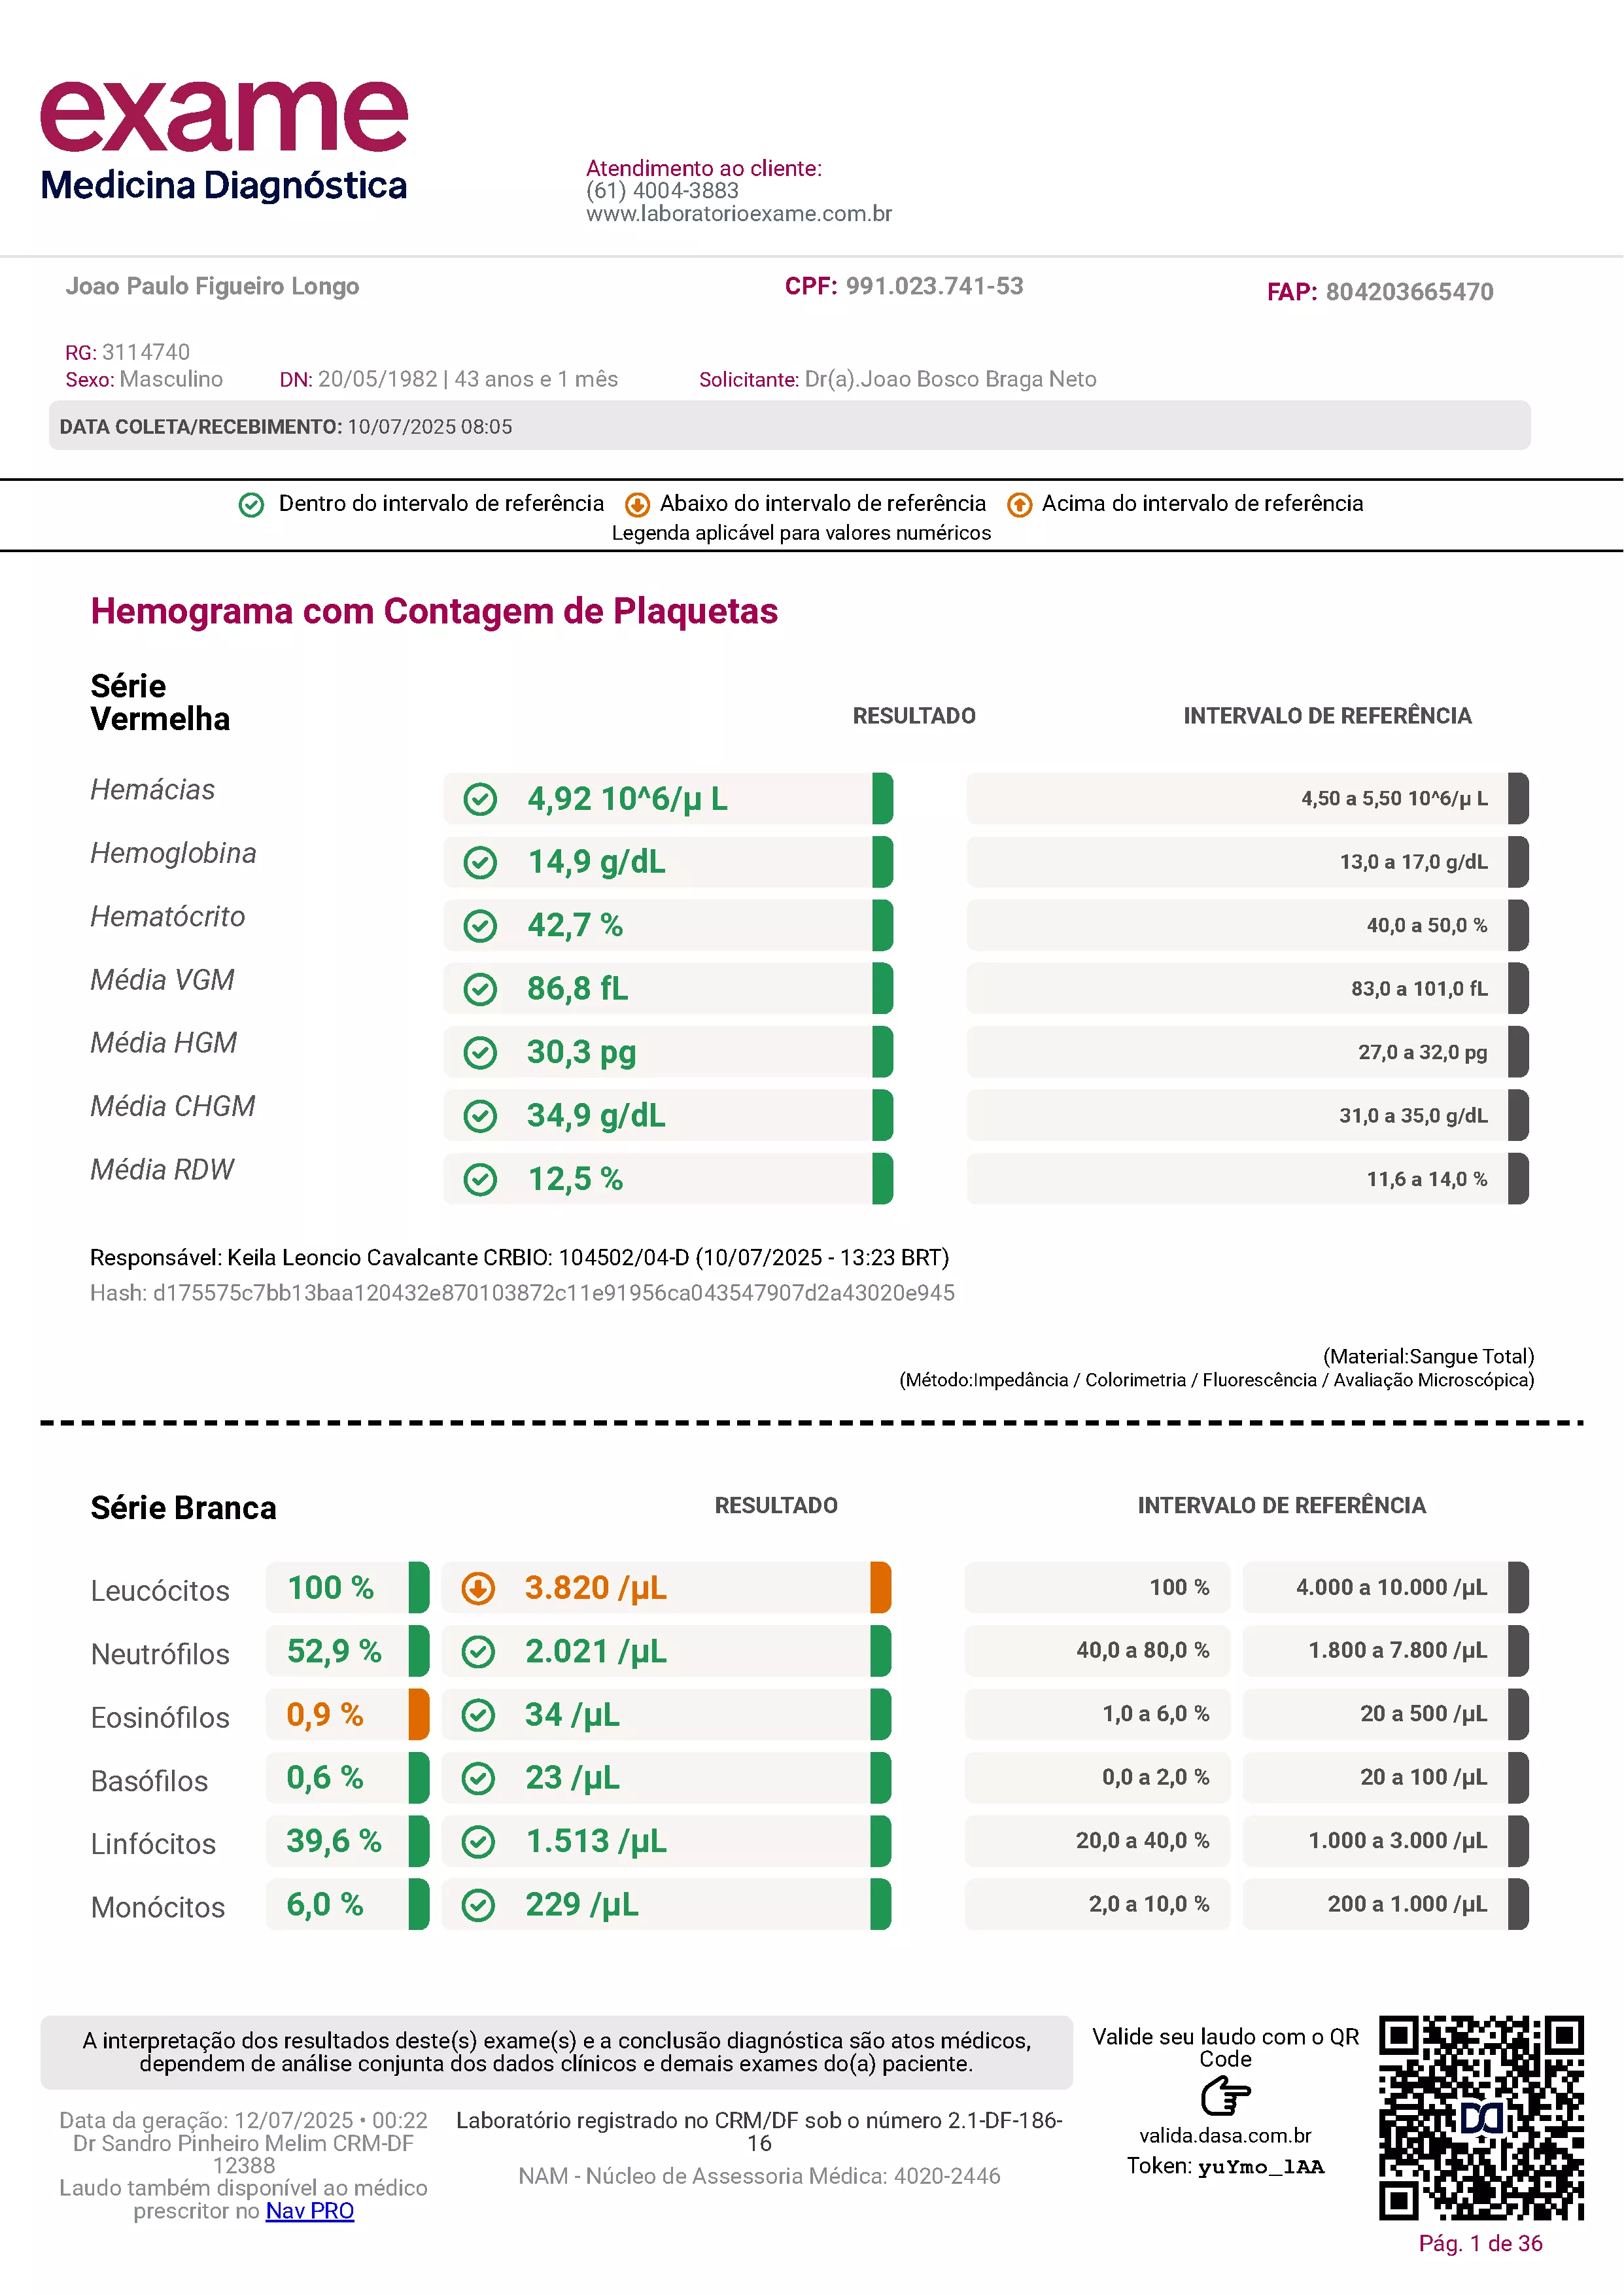 exame
Medicina Diagnóstica
Atendimento ao cliente:
(61) 4004-3883
www.laboratorioexame.com.br
Joao Paulo Figueiro Longo CPF: 991.023.741-53 FAP: 804203665470
RG: 3114740
Sexo: Masculino DN: 20/05/1982 | 43 anos e 1 mês Solicitante: Dr(a).Joao Bosco Braga Neto
DATA COLETA/RECEBIMENTO: 10/07/2025 08:05
Dentro do intervalo de referência Abaixo do intervalo de referência Acima do intervalo de referência
Legenda aplicável para valores numéricos
Hemograma com Contagem de Plaquetas
Série
Vermelha RESULTADO INTERVALO DE REFERÊNCIA
Hemácias 4,92 10^6/µ L 4,50 a 5,50 10^6/µ L
Hemoglobina 14,9 g/dL 13,0 a 17,0 g/dL
Hematócrito 42,7 % 40,0 a 50,0 %
Média VGM 86,8 fL 83,0 a 101,0 fL
Média HGM 30,3 pg 27,0 a 32,0 pg
Média CHGM 34,9 g/dL 31,0 a 35,0 g/dL
Média RDW 12,5 % 11,6 a 14,0 %
Responsável: Keila Leoncio Cavalcante CRBIO: 104502/04-D (10/07/2025 - 13:23 BRT)
Hash: d175575c7bb13baa120432e870103872c11e91956ca043547907d2a43020e945
(Material:Sangue Total)
(Método:Impedância / Colorimetria / Fluorescência / Avaliação Microscópica)
Série Branca RESULTADO INTERVALO DE REFERÊNCIA
Leucócitos 100 % 3.820 /µL 100 % 4.000 a 10.000 /µL
Neutrófilos 52,9 % 2.021 /µL 40,0 a 80,0 % 1.800 a 7.800 /µL
Eosinófilos 0,9 % 34 /µL 1,0 a 6,0 % 20 a 500 /µL
Basófilos 0,6 % 23 /µL 0,0 a 2,0 % 20 a 100 /µL
Linfócitos 39,6 % 1.513 /µL 20,0 a 40,0 % 1.000 a 3.000 /µL
Monócitos 6,0 % 229 /µL 2,0 a 10,0 % 200 a 1.000 /µL
A interpretação dos resultados deste(s) exame(s) e a conclusão diagnóstica são atos médicos,
dependem de análise conjunta dos dados clínicos e demais exames do(a) paciente.
Data da geração: 12/07/2025 • 00:22
Dr Sandro Pinheiro Melim CRM-DF
12388
Laudo também disponível ao médico
prescritor no Nav PRO
Laboratório registrado no CRM/DF sob o número 2.1-DF-186-
16
NAM - Núcleo de Assessoria Médica: 4020-2446
Valide seu laudo com o QR
Code
valida.dasa.com.br
Token: yuYmo_lAA
Pág. 1 de 36